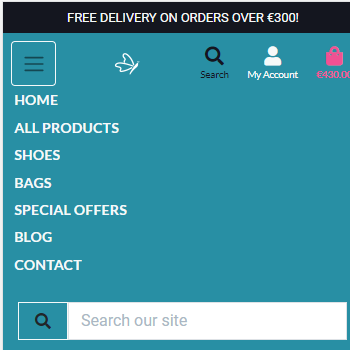 FREE DELIVERY ON ORDERS OVER €300!
Search
My Account
€430.00
HOME
ALL PRODUCTS
SHOES
BAGS
SPECIAL OFFERS
BLOG
CONTACT
Search our site